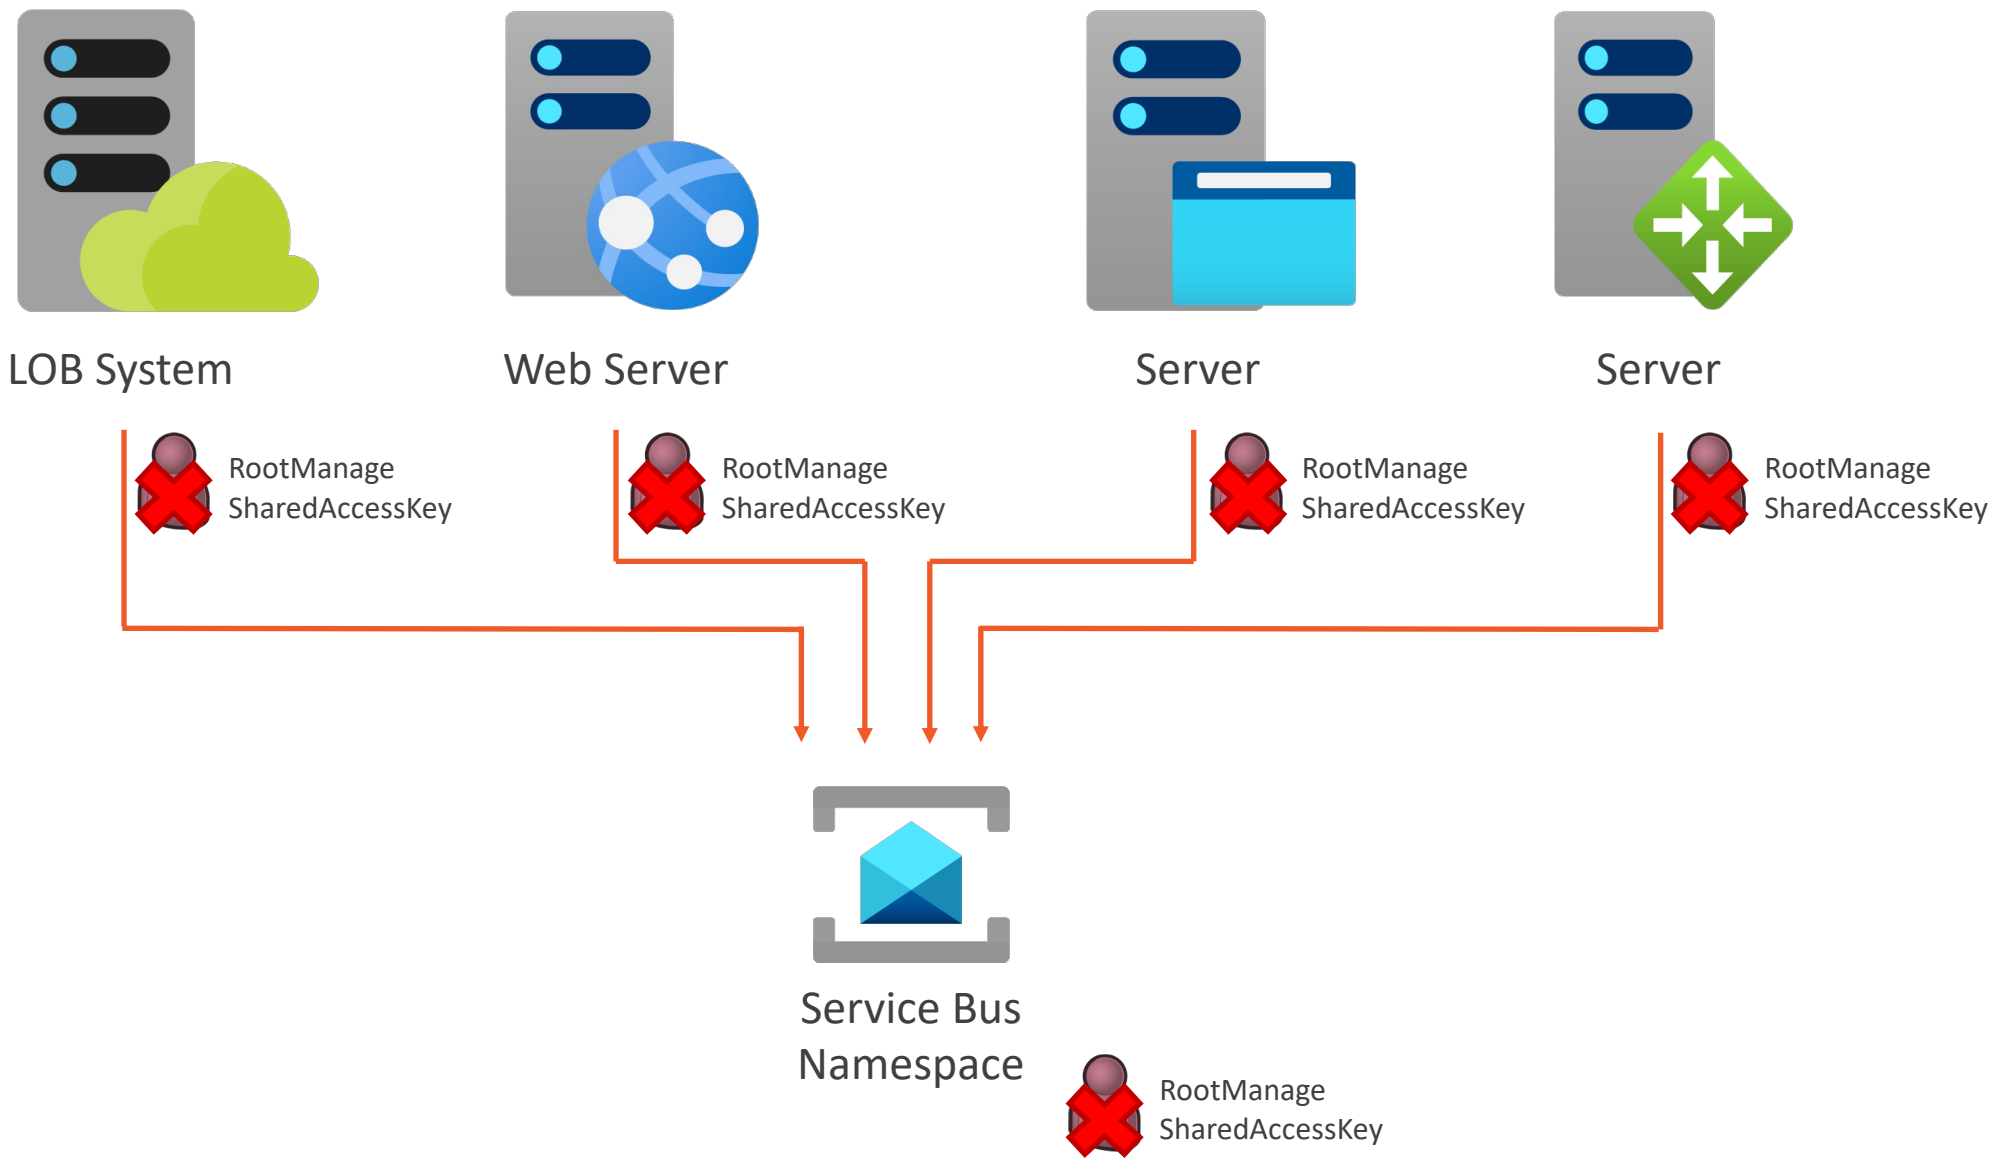 LOB System
Web Server
Server
Server
RootManage
SharedAccessKey
RootManage
SharedAccessKey
RootManage
SharedAccessKey
RootManage
SharedAccessKey
Service Bus
Namespace
RootManage
SharedAccessKey